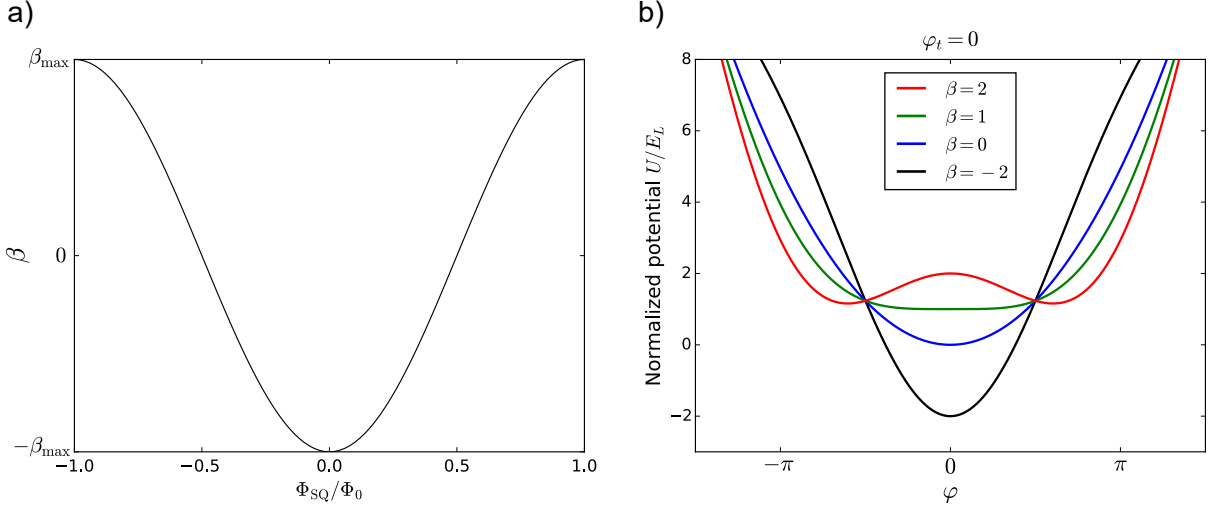 a)
β_max
0
−β_max
β
−1.0 −0.5 0.0 0.5 1.0
Φ_SQ/Φ_0
b)
φ_t = 0
8
6
4
2
0
−2
Normalized potential U/E_L
β = 2
β = 1
β = 0
β = −2
−π 0 π
φ